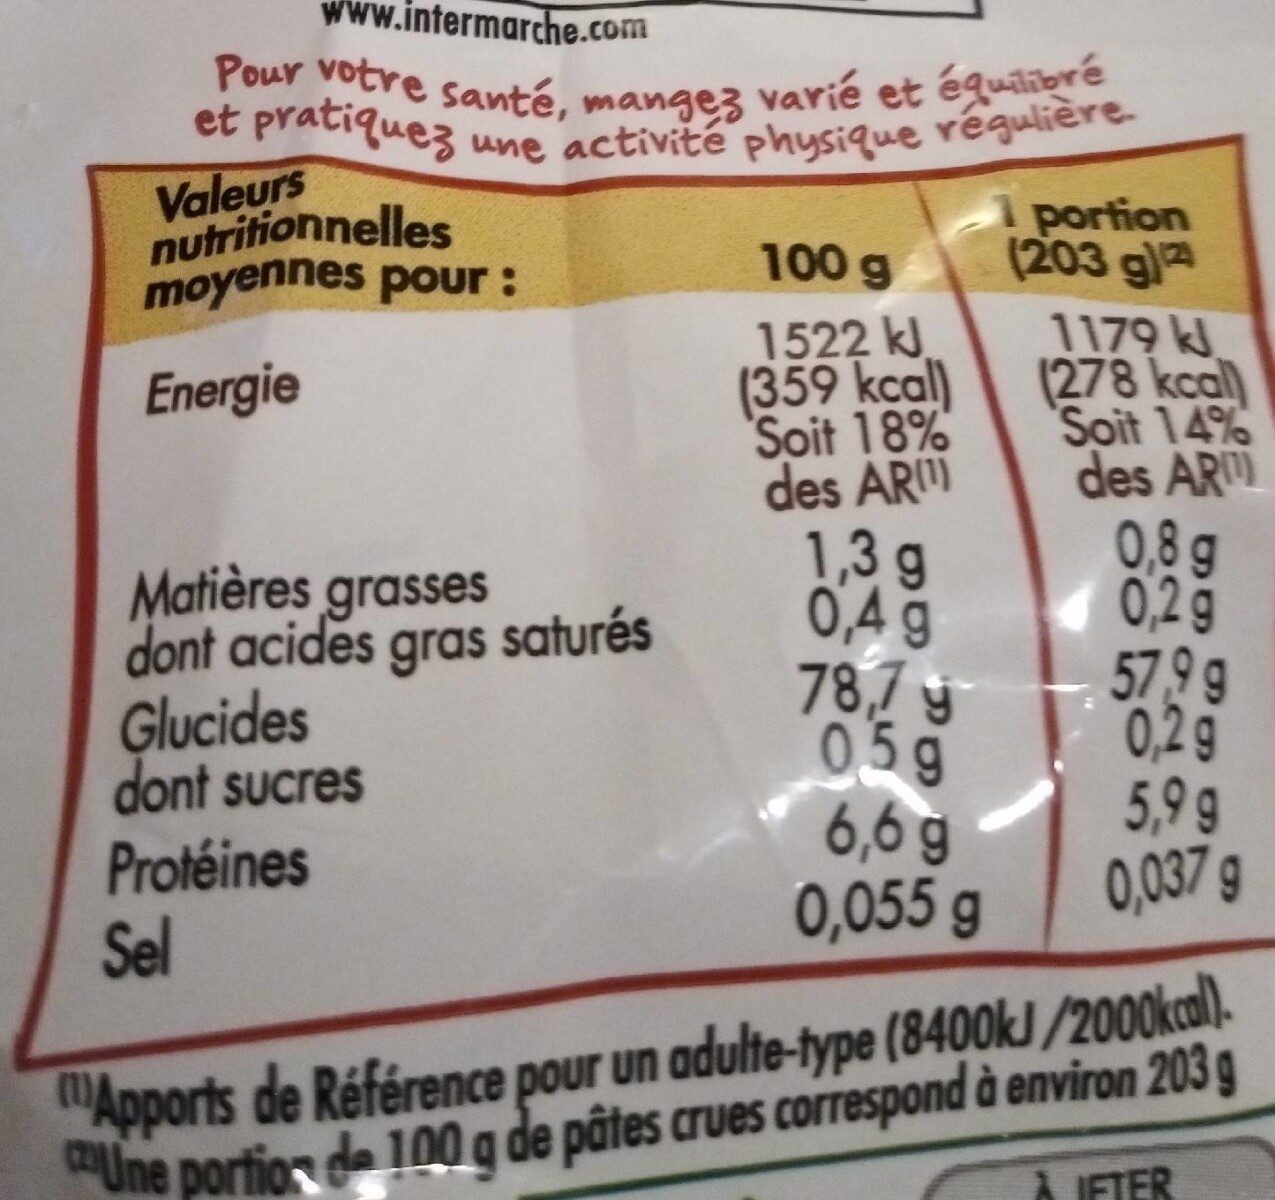 www.intermarche.com
Pour votre santé, mangez varié et équilibré
et pratiquez une activité physique régulière.
Valeurs
nutritionnelles
moyennes pour :
100 g
1 portion
(203 g)(2)
Energie
1522 kJ
(359 kcal)
Soit 18%
des AR(1)
1179 kJ
(278 kcal)
Soit 14%
des AR(1)
Matières grasses 1,3 g 0,8 g
dont acides gras saturés 0,4 g 0,2 g
Glucides 78,7 g 57,9 g
dont sucres 0,5 g 0,2 g
Protéines 6,6 g 5,9 g
Sel 0,055 g 0,037 g
(1)Apports de Référence pour un adulte-type (8400kJ /2000kcal).
(2)Une portion de 100 g de pâtes crues correspond à environ 203 g
À JETER